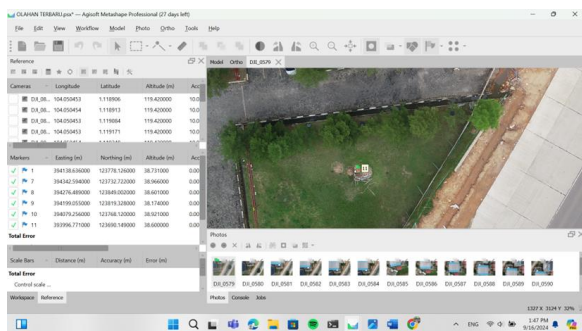 OLAHAN TERBARU.psx* — Agisoft Metashape Professional (27 days left)
File Edit View Workflow Model Photo Ortho Tools Help
Reference
Model Ortho DJI_0579
Cameras Longitude Latitude Altitude (m) Acc
DJI_08... 104.050453 1.118906 119.420000 10.0
DJI_08... 104.050454 1.118913 119.420000 10.0
DJI_08... 104.050453 1.119084 119.420000 10.0
DJI_08... 104.050453 1.119171 119.420000 10.0
Markers Easting (m) Northing (m) Altitude (m) Acc
1 394138.636000 123778.126000 38.731000 0.00
7 394342.594000 123732.722000 38.966000 0.00
8 394276.489000 123849.002000 38.601000 0.00
9 394199.055000 123819.328000 38.174000 0.00
10 394079.256000 123768.120000 38.921000 0.00
11 393996.771000 123690.149000 38.600000 0.00
Total Error
Scale Bars Distance (m) Accuracy (m) Error (m)
Total Error
Control scale ...
Workspace Reference
11
Photos
DJI_0579 DJI_0580 DJI_0581 DJI_0582 DJI_0583 DJI_0584 DJI_0585 DJI_0586 DJI_0587 DJI_0588 DJI_0589 DJI_0590
Photos Console Jobs
1327 X 3124 Y 32%
ENG
1:47 PM
9/16/2024